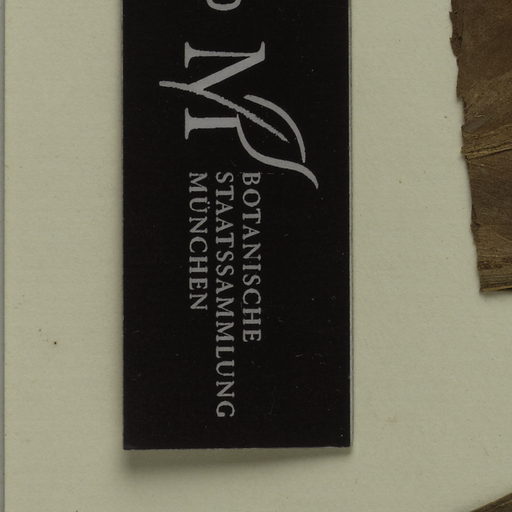 M
BOTANISCHE
STAATSSAMMLUNG
MÜNCHEN